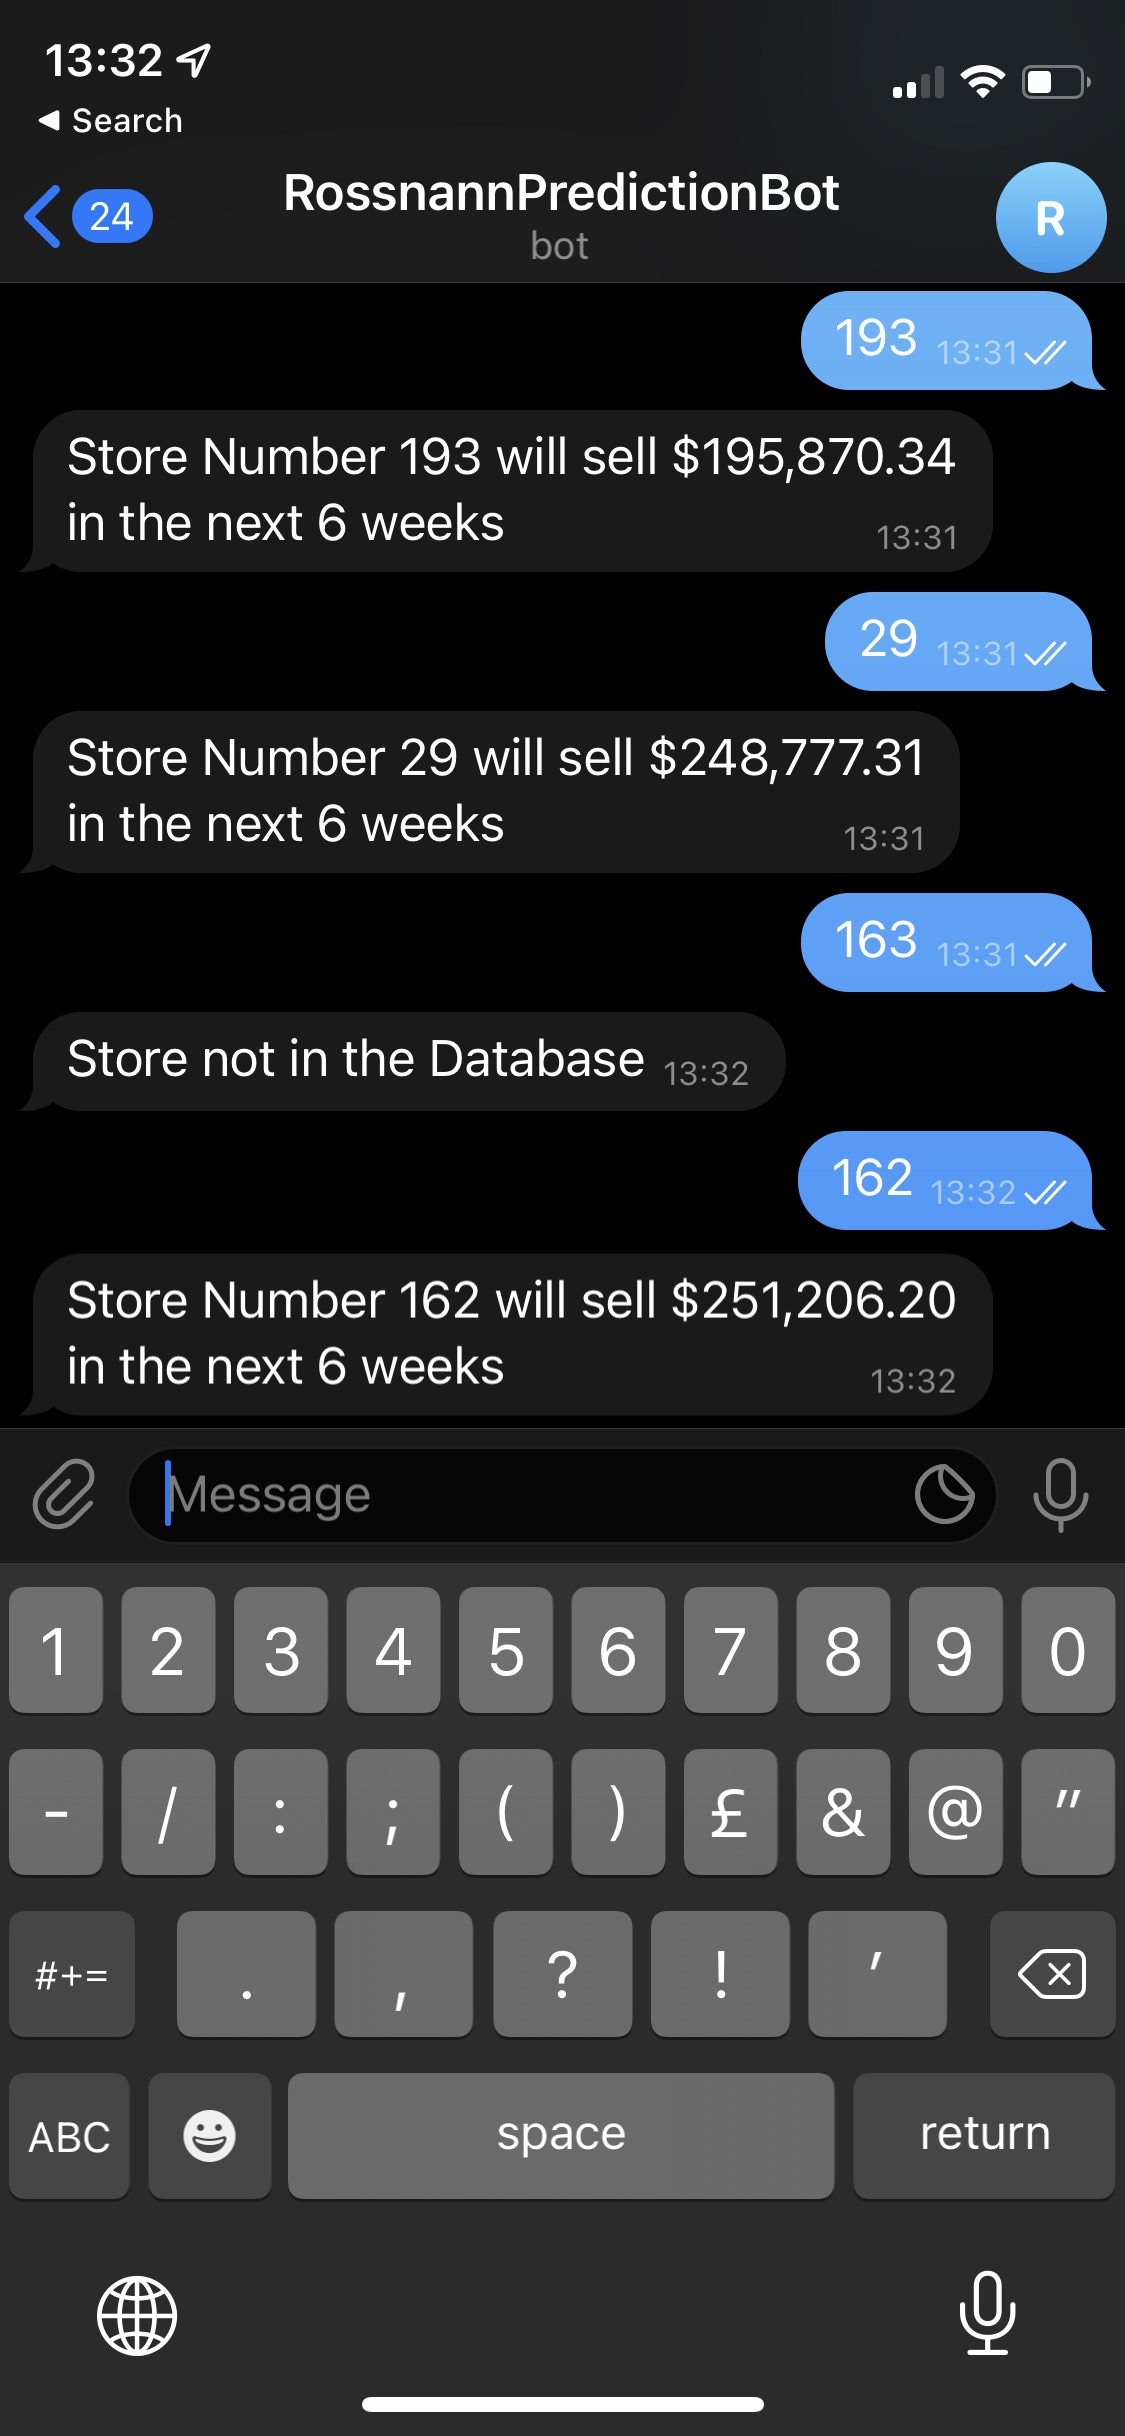 13:32
Search
24
RossnannPredictionBot
bot
R
193 13:31
Store Number 193 will sell $195,870.34
in the next 6 weeks 13:31
29 13:31
Store Number 29 will sell $248,777.31
in the next 6 weeks 13:31
163 13:31
Store not in the Database 13:32
162 13:32
Store Number 162 will sell $251,206.20
in the next 6 weeks 13:32
Message
1 2 3 4 5 6 7 8 9 0
- / : ; ( ) £ & @ "
#+= . , ? ! '
ABC space return